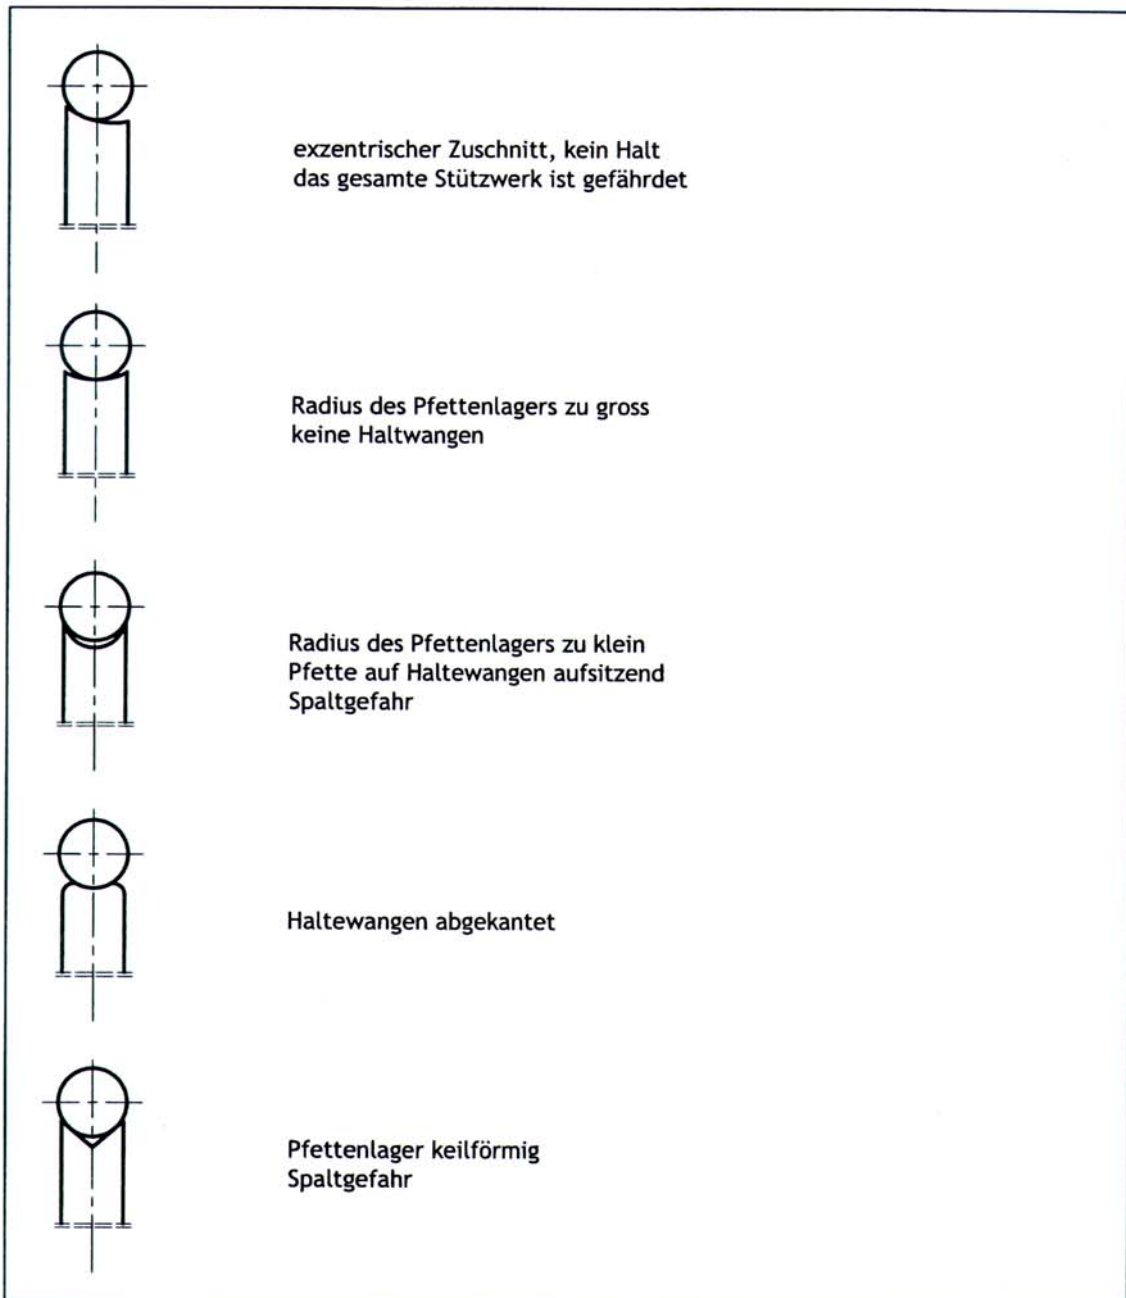 exzentrischer Zuschnitt, kein Halt
das gesamte Stützwerk ist gefährdet
Radius des Pfettenlagers zu gross
keine Haltwangen
Radius des Pfettenlagers zu klein
Pfette auf Haltewangen aufsitzend
Spaltgefahr
Haltewangen abgekantet
Pfettenlager keilförmig
Spaltgefahr